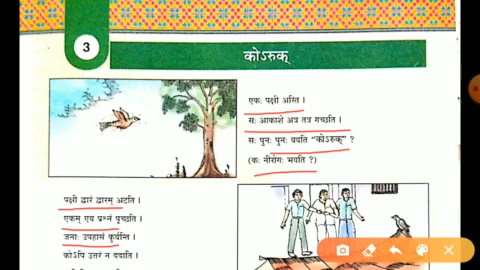 3
कोऽरुक्
एकः पक्षी अस्ति ।
सः आकाशे अत्र तत्र गच्छति ।
सः पुनः पुनः वदति “कोऽरुक्” ?
(कः नीरोगः भवति ?)
पक्षी द्वारं द्वारम् अटति ।
एकम् एव प्रश्नं पृच्छति ।
जनाः उपहासं कुर्वन्ति ।
कोऽपि उत्तरं न ददाति ।